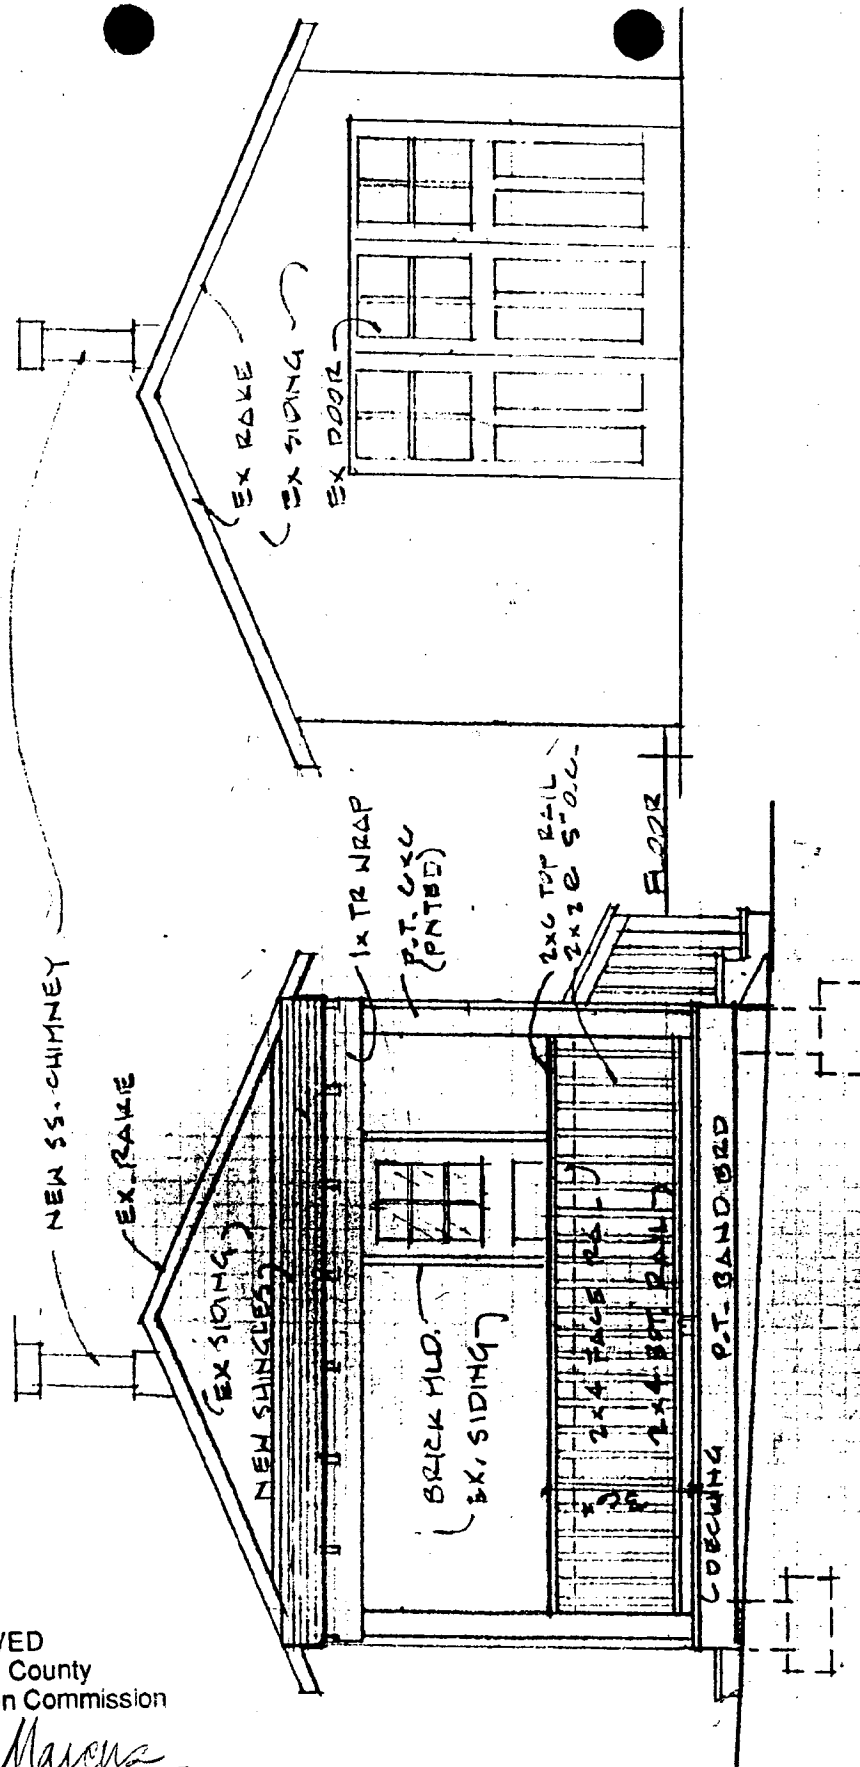 NEW SS. CHIMNEY
EX RAKE
EX SIDING
EX DOOR
EX. RAKE
EX SIDING
NEW SHINGLES
1x TR WRAP
P.T. 6x6
(PNTED)
BRICK MLD.
EX. SIDING
2x6 TOP RAIL
2x2 @ 5" O.C.
FLOOR
2x4 FACE
2x4 BOT. RAIL
DECKING
P.T. BAND BRD
County
n Commission